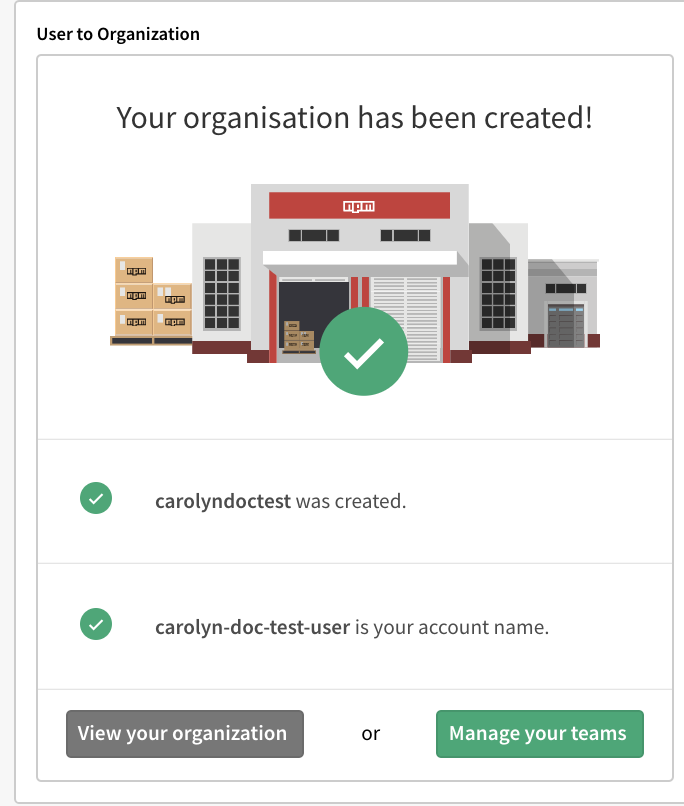 User to Organization
Your organisation has been created!
npm
npm
npm
npm
npm
npm
carolyndoctest was created.
carolyn-doc-test-user is your account name.
View your organization
or
Manage your teams